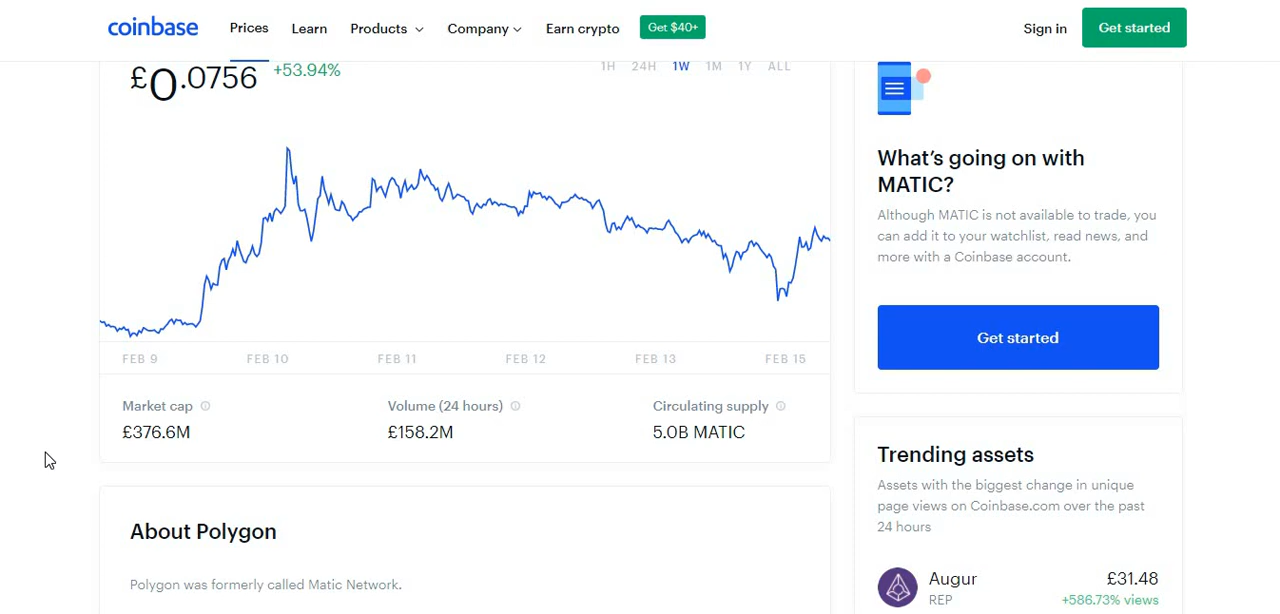 coinbase
Prices
Learn
Products
Company
Earn crypto
Get $40+
Sign in
Get started
£0.0756
+53.94%
1H 24H 1W 1M 1Y ALL
FEB 9 FEB 10 FEB 11 FEB 12 FEB 13 FEB 15
Market cap
£376.6M
Volume (24 hours)
£158.2M
Circulating supply
5.0B MATIC
About Polygon
Polygon was formerly called Matic Network.
What's going on with
MATIC?
Although MATIC is not available to trade, you
can add it to your watchlist, read news, and
more with a Coinbase account.
Get started
Trending assets
Assets with the biggest change in unique
page views on Coinbase.com over the past
24 hours
Augur
£31.48
REP
+586.73% views